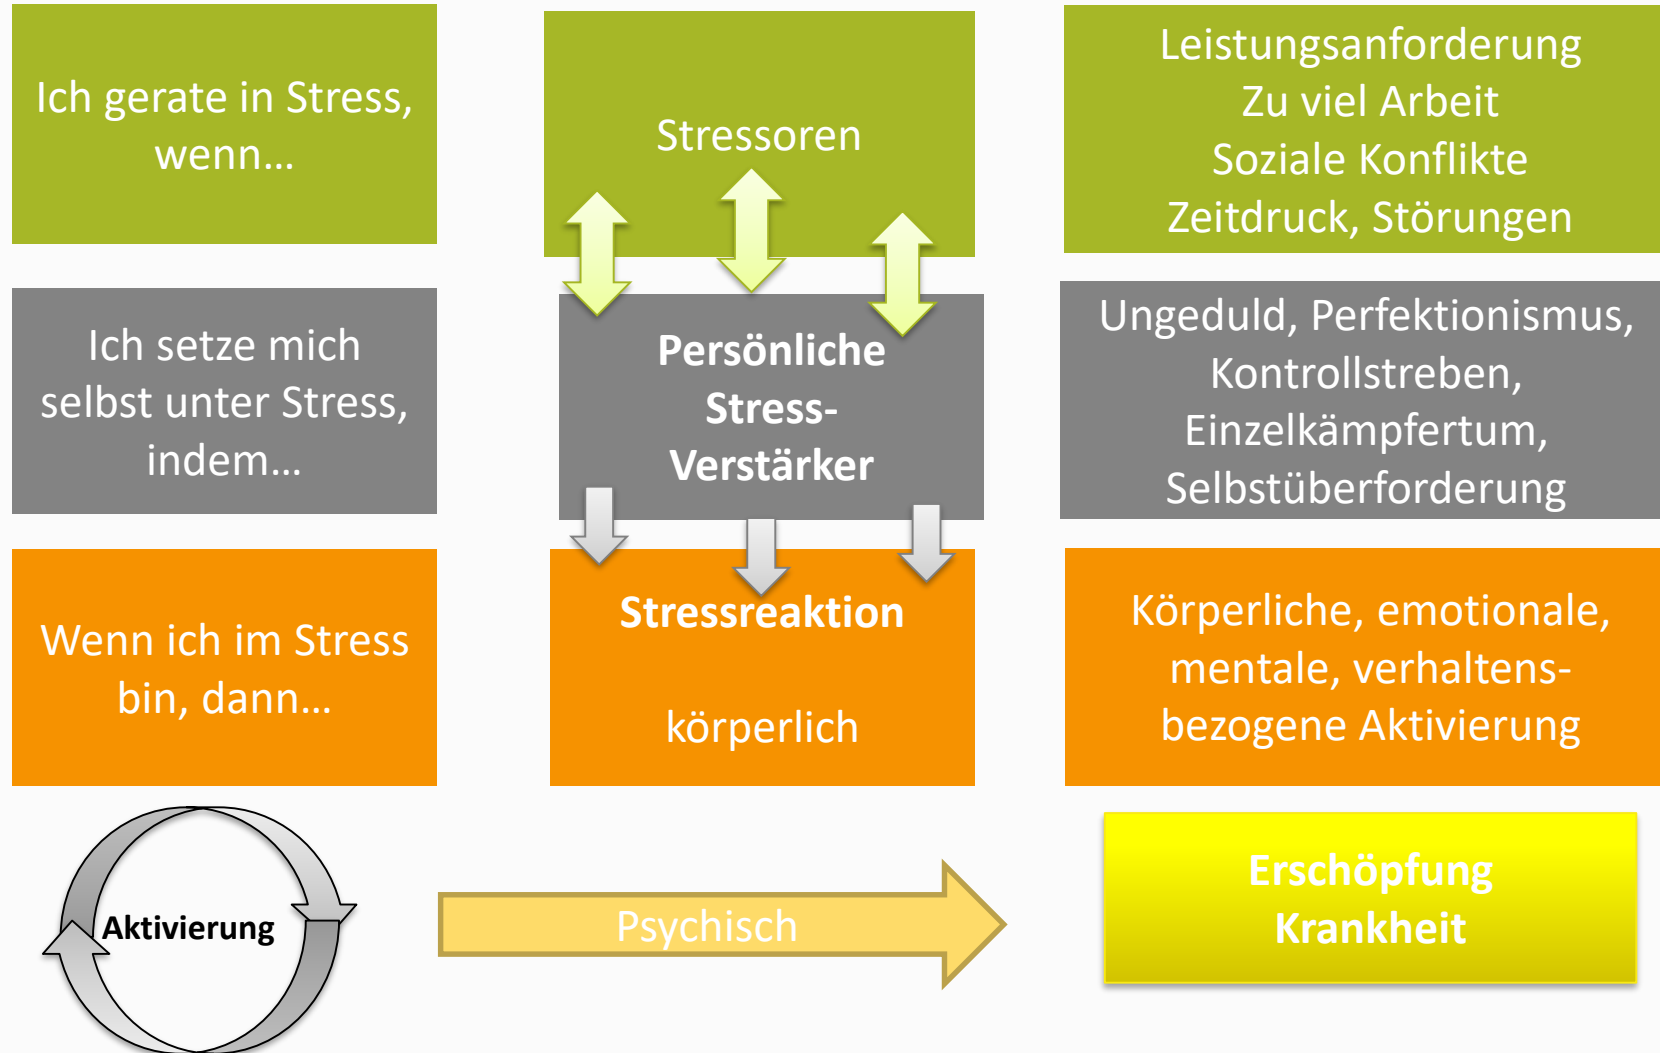 Ich gerate in Stress,
wenn…
Stressoren
Leistungsanforderung
Zu viel Arbeit
Soziale Konflikte
Zeitdruck, Störungen
Ich setze mich
selbst unter Stress,
indem…
Persönliche
Stress-
Verstärker
Ungeduld, Perfektionismus,
Kontrollstreben,
Einzelkämpfertum,
Selbstüberforderung
Wenn ich im Stress
bin, dann…
Stressreaktion
körperlich
Körperliche, emotionale,
mentale, verhaltens-
bezogene Aktivierung
Aktivierung
Psychisch
Erschöpfung
Krankheit